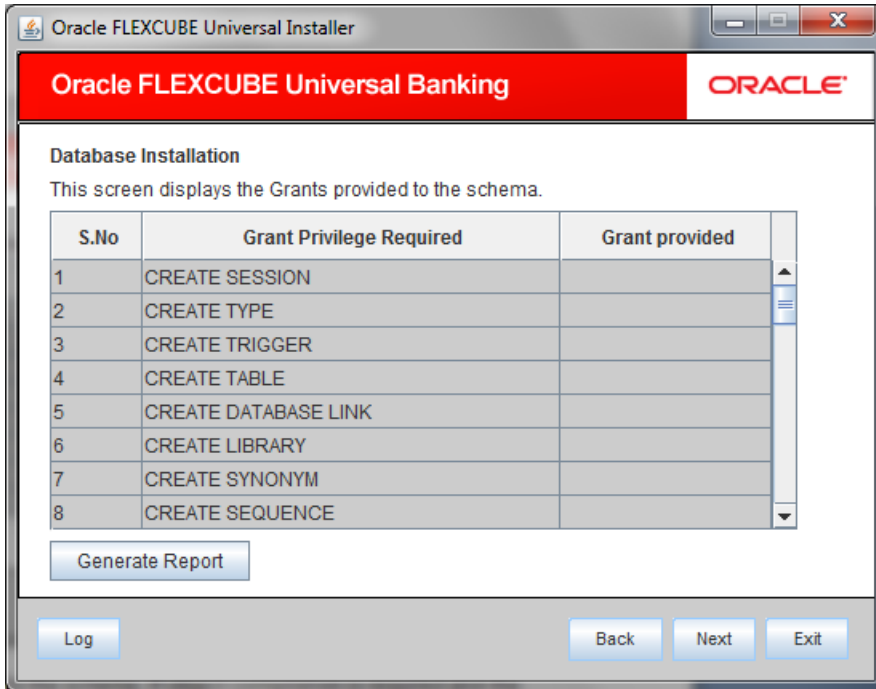 Oracle FLEXCUBE Universal Installer
Oracle FLEXCUBE Universal Banking
ORACLE
Database Installation
This screen displays the Grants provided to the schema.
S.No Grant Privilege Required Grant provided
1 CREATE SESSION
2 CREATE TYPE
3 CREATE TRIGGER
4 CREATE TABLE
5 CREATE DATABASE LINK
6 CREATE LIBRARY
7 CREATE SYNONYM
8 CREATE SEQUENCE
Generate Report
Log Back Next Exit